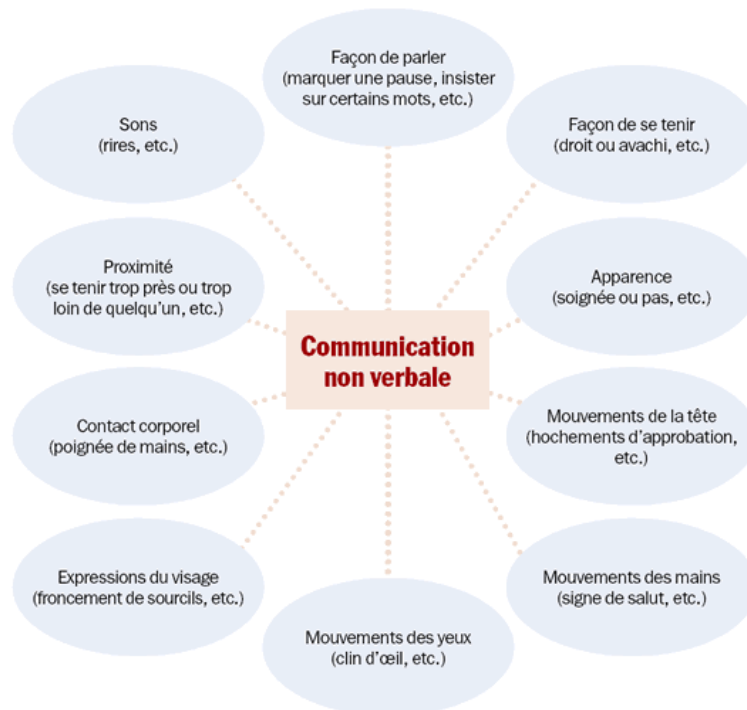 Façon de parler
(marquer une pause, insister
sur certains mots, etc.)
Sons
(rires, etc.)
Façon de se tenir
(droit ou avachi, etc.)
Proximité
(se tenir trop près ou trop
loin de quelqu'un, etc.)
Apparence
(soignée ou pas, etc.)
Communication
non verbale
Contact corporel
(poignée de mains, etc.)
Mouvements de la tête
(hochements d'approbation,
etc.)
Expressions du visage
(froncement de sourcils, etc.)
Mouvements des mains
(signe de salut, etc.)
Mouvements des yeux
(clin d'œil, etc.)